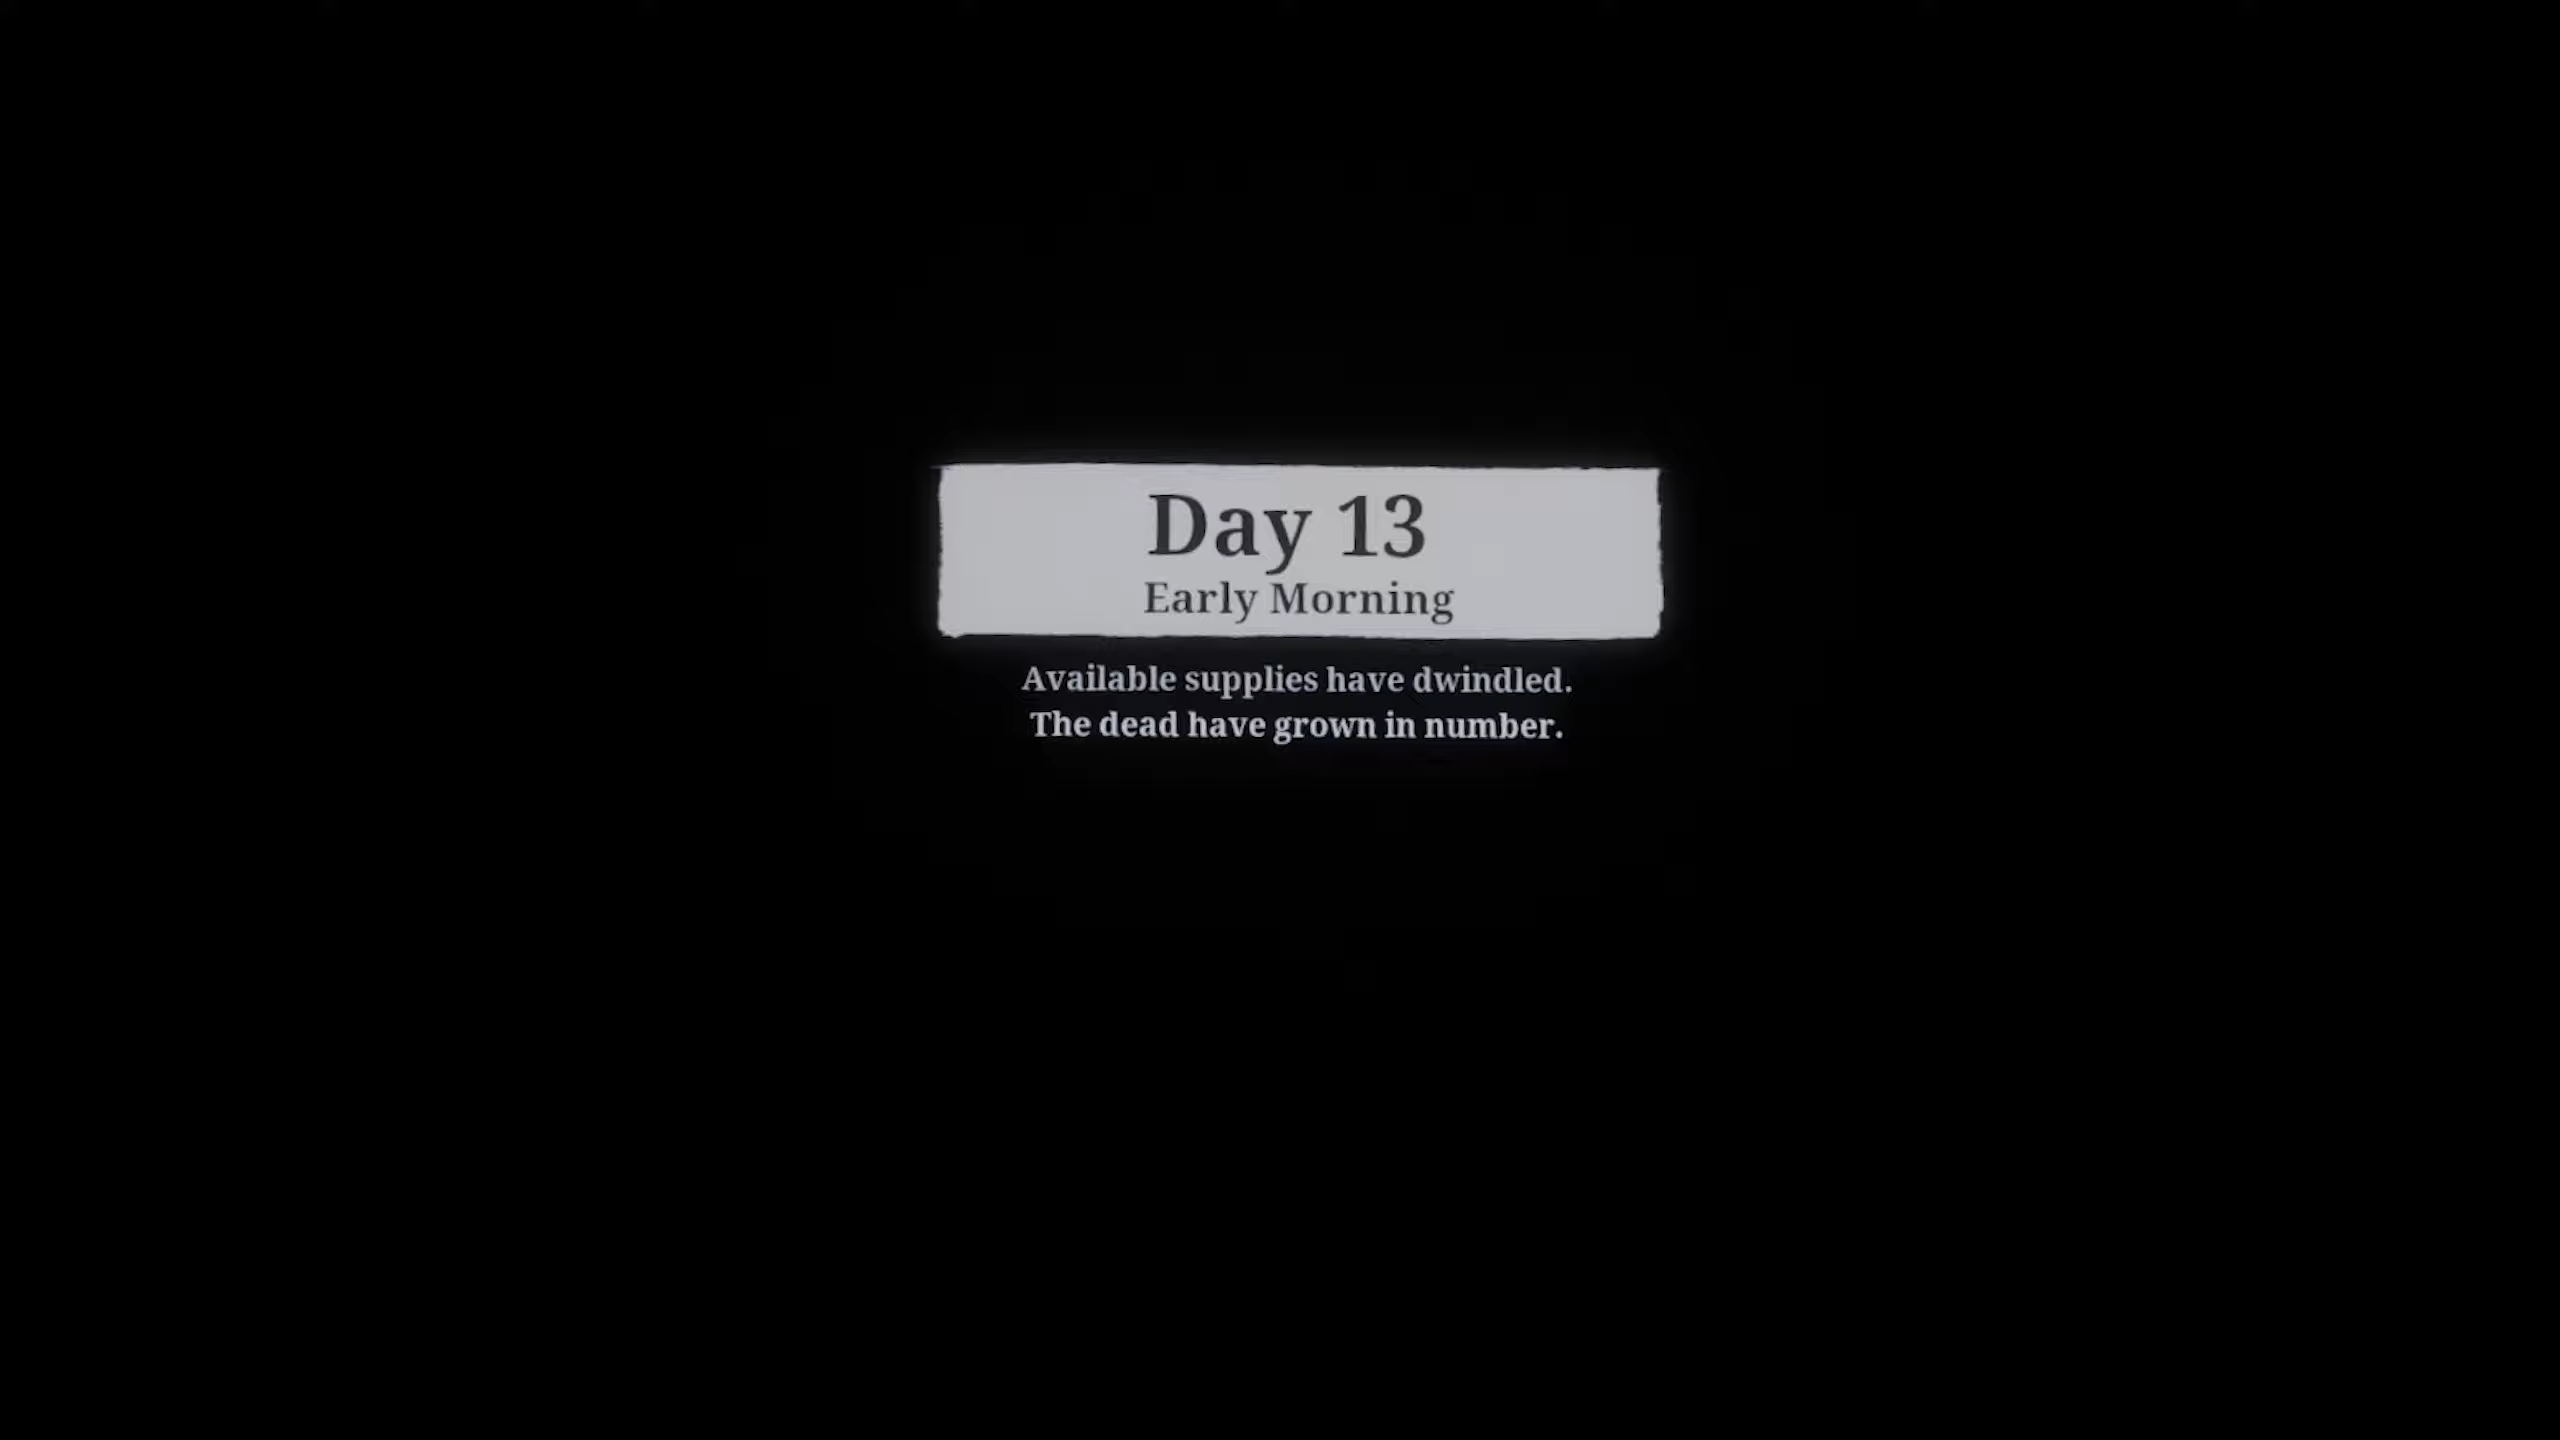 Day 13
Early Morning
Available supplies have dwindled.
The dead have grown in number.